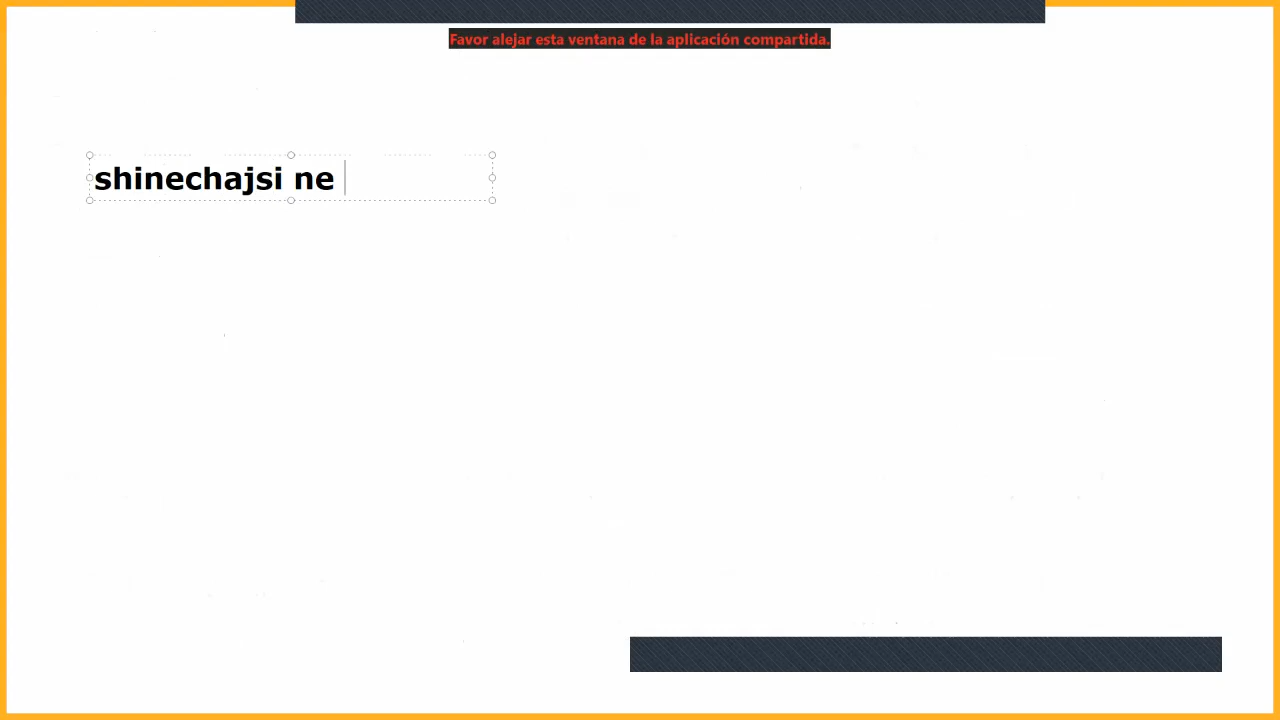 Favor alejar esta ventana de la aplicación compartida.
shinechajsi ne